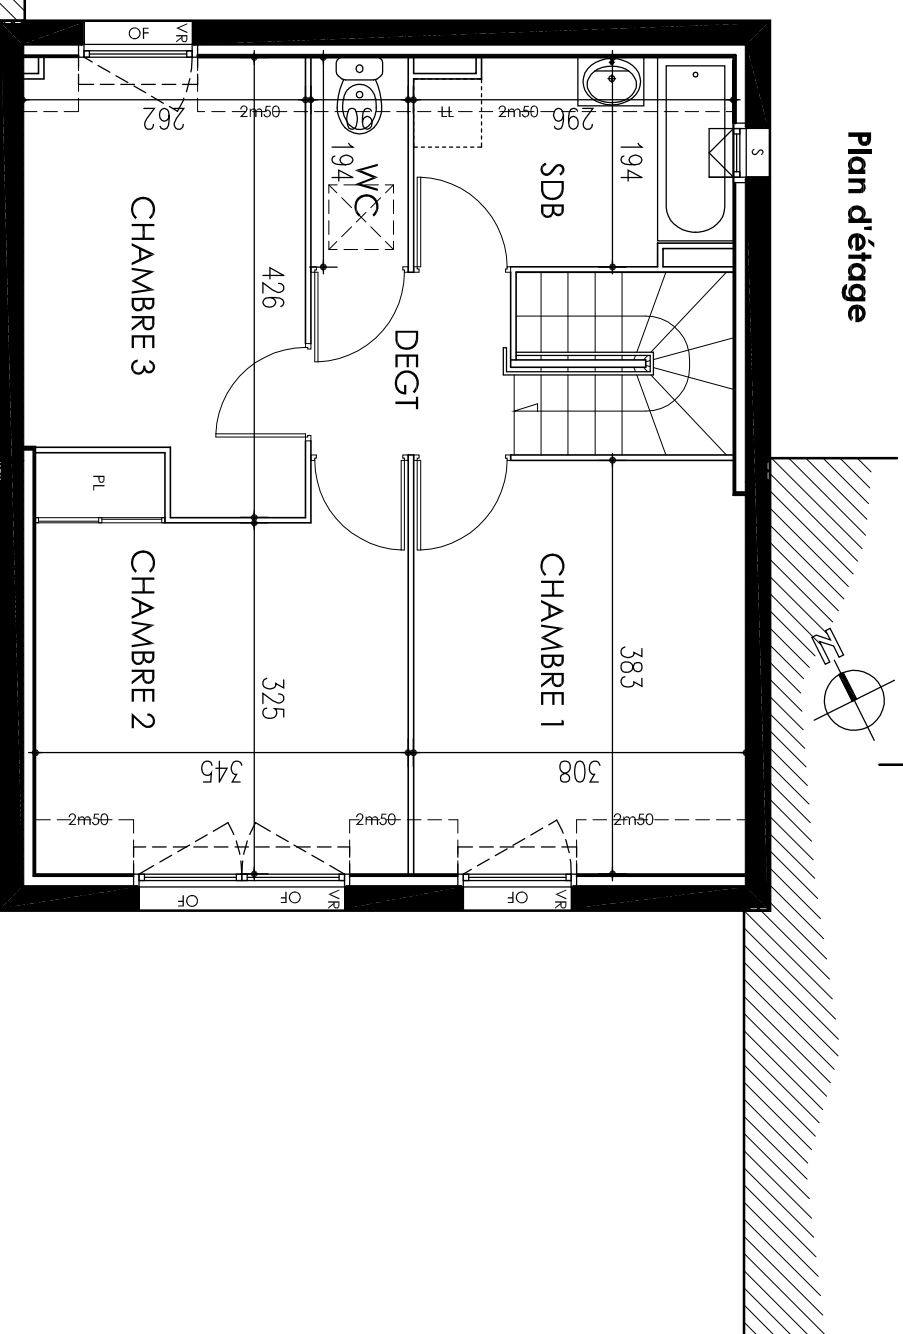 Plan d'étage
OF
VR
262
2m50
90
LL
2m50
296
S
194
WC
194
SDB
CHAMBRE 3
426
DEGT
PL
CHAMBRE 2
CHAMBRE 1
N
325
383
345
308
2m50
2m50
2m50
OF
OF
VR
OF
VR